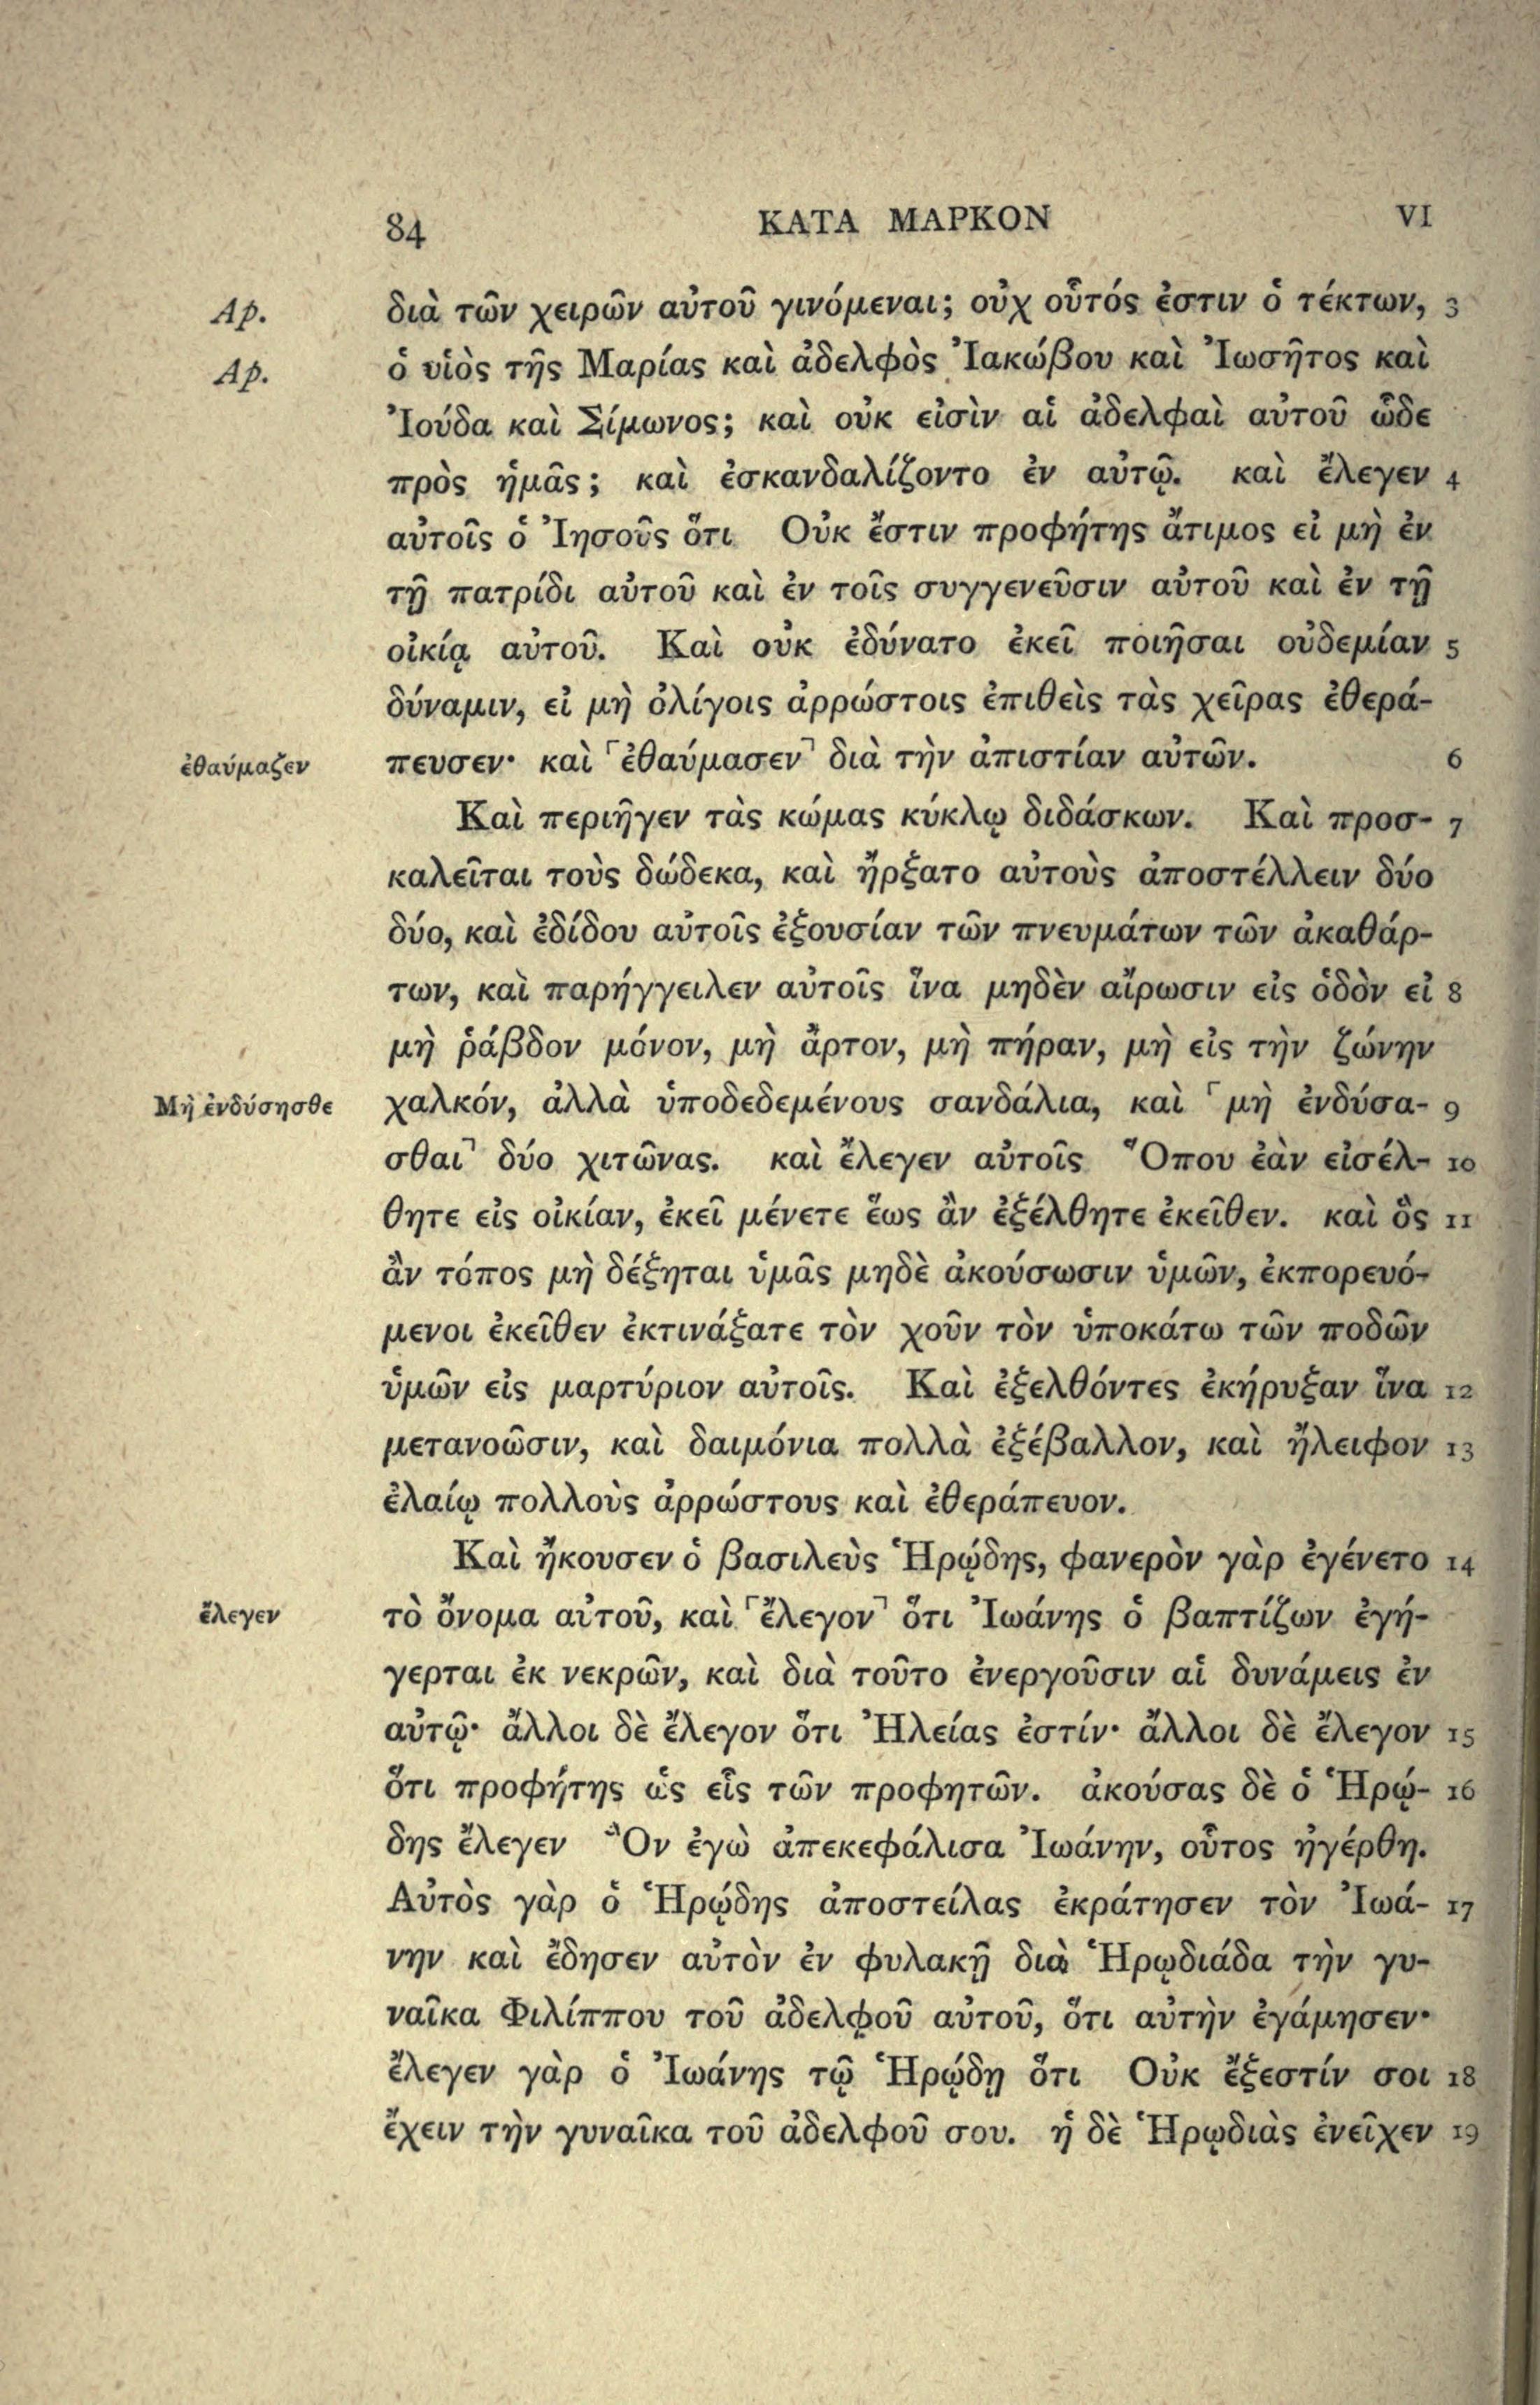 84 ΚΑΤΑ ΜΑΡΚΟΝ VI
Ap. διὰ τῶν χειρῶν αὐτοῦ γινόμεναι; οὐχ οὗτός ἐστιν ὁ τέκτων, 3
Ap. ὁ υἱὸς τῆς Μαρίας καὶ ἀδελφὸς Ἰακώβου καὶ Ἰωσῆτος καὶ
Ἰούδα καὶ Σίμωνος; καὶ οὐκ εἰσὶν αἱ ἀδελφαὶ αὐτοῦ ὧδε
πρὸς ἡμᾶς; καὶ ἐσκανδαλίζοντο ἐν αὐτῷ. καὶ ἔλεγεν 4
αὐτοῖς ὁ Ἰησοῦς ὅτι Οὐκ ἔστιν προφήτης ἄτιμος εἰ μὴ ἐν
τῇ πατρίδι αὐτοῦ καὶ ἐν τοῖς συγγενεῦσιν αὐτοῦ καὶ ἐν τῇ
οἰκίᾳ αὐτοῦ. Καὶ οὐκ ἐδύνατο ἐκεῖ ποιῆσαι οὐδεμίαν 5
δύναμιν, εἰ μὴ ὀλίγοις ἀρρώστοις ἐπιθεὶς τὰς χεῖρας ἐθερά-
ἐθαύμαζεν πευσεν· καὶ ⸀ἐθαύμασεν⸣ διὰ τὴν ἀπιστίαν αὐτῶν. 6
Καὶ περιῆγεν τὰς κώμας κύκλῳ διδάσκων. Καὶ προσ- 7
καλεῖται τοὺς δώδεκα, καὶ ἤρξατο αὐτοὺς ἀποστέλλειν δύο
δύο, καὶ ἐδίδου αὐτοῖς ἐξουσίαν τῶν πνευμάτων τῶν ἀκαθάρ-
των, καὶ παρήγγειλεν αὐτοῖς ἵνα μηδὲν αἴρωσιν εἰς ὁδὸν εἰ 8
μὴ ῥάβδον μόνον, μὴ ἄρτον, μὴ πήραν, μὴ εἰς τὴν ζώνην
Μὴ ἐνδύσησθε χαλκόν, ἀλλὰ ὑποδεδεμένους σανδάλια, καὶ ⸂μὴ ἐνδύσα- 9
σθαι⸣ δύο χιτῶνας. καὶ ἔλεγεν αὐτοῖς Ὅπου ἐὰν εἰσέλ- 10
θητε εἰς οἰκίαν, ἐκεῖ μένετε ἕως ἂν ἐξέλθητε ἐκεῖθεν. καὶ ὃς 11
ἂν τόπος μὴ δέξηται ὑμᾶς μηδὲ ἀκούσωσιν ὑμῶν, ἐκπορευό-
μενοι ἐκεῖθεν ἐκτινάξατε τὸν χοῦν τὸν ὑποκάτω τῶν ποδῶν
ὑμῶν εἰς μαρτύριον αὐτοῖς. Καὶ ἐξελθόντες ἐκήρυξαν ἵνα 12
μετανοῶσιν, καὶ δαιμόνια πολλὰ ἐξέβαλλον, καὶ ἤλειφον 13
ἐλαίῳ πολλοὺς ἀρρώστους καὶ ἐθεράπευον.
Καὶ ἤκουσεν ὁ βασιλεὺς Ἡρῴδης, φανερὸν γὰρ ἐγένετο 14
ἔλεγεν τὸ ὄνομα αὐτοῦ, καὶ ⸀ἔλεγον⸣ ὅτι Ἰωάνης ὁ βαπτίζων ἐγή-
γερται ἐκ νεκρῶν, καὶ διὰ τοῦτο ἐνεργοῦσιν αἱ δυνάμεις ἐν
αὐτῷ· ἄλλοι δὲ ἔλεγον ὅτι Ἠλείας ἐστίν· ἄλλοι δὲ ἔλεγον 15
ὅτι προφήτης ὡς εἷς τῶν προφητῶν. ἀκούσας δὲ ὁ Ἡρῴ- 16
δης ἔλεγεν Ὃν ἐγὼ ἀπεκεφάλισα Ἰωάνην, οὗτος ἠγέρθη.
Αὐτὸς γὰρ ὁ Ἡρῴδης ἀποστείλας ἐκράτησεν τὸν Ἰωά- 17
νην καὶ ἔδησεν αὐτὸν ἐν φυλακῇ διὰ Ἡρῳδιάδα τὴν γυ-
ναῖκα Φιλίππου τοῦ ἀδελφοῦ αὐτοῦ, ὅτι αὐτὴν ἐγάμησεν·
ἔλεγεν γὰρ ὁ Ἰωάνης τῷ Ἡρῴδῃ ὅτι Οὐκ ἔξεστίν σοι 18
ἔχειν τὴν γυναῖκα τοῦ ἀδελφοῦ σου. ἡ δὲ Ἡρῳδιὰς ἐνεῖχεν 19